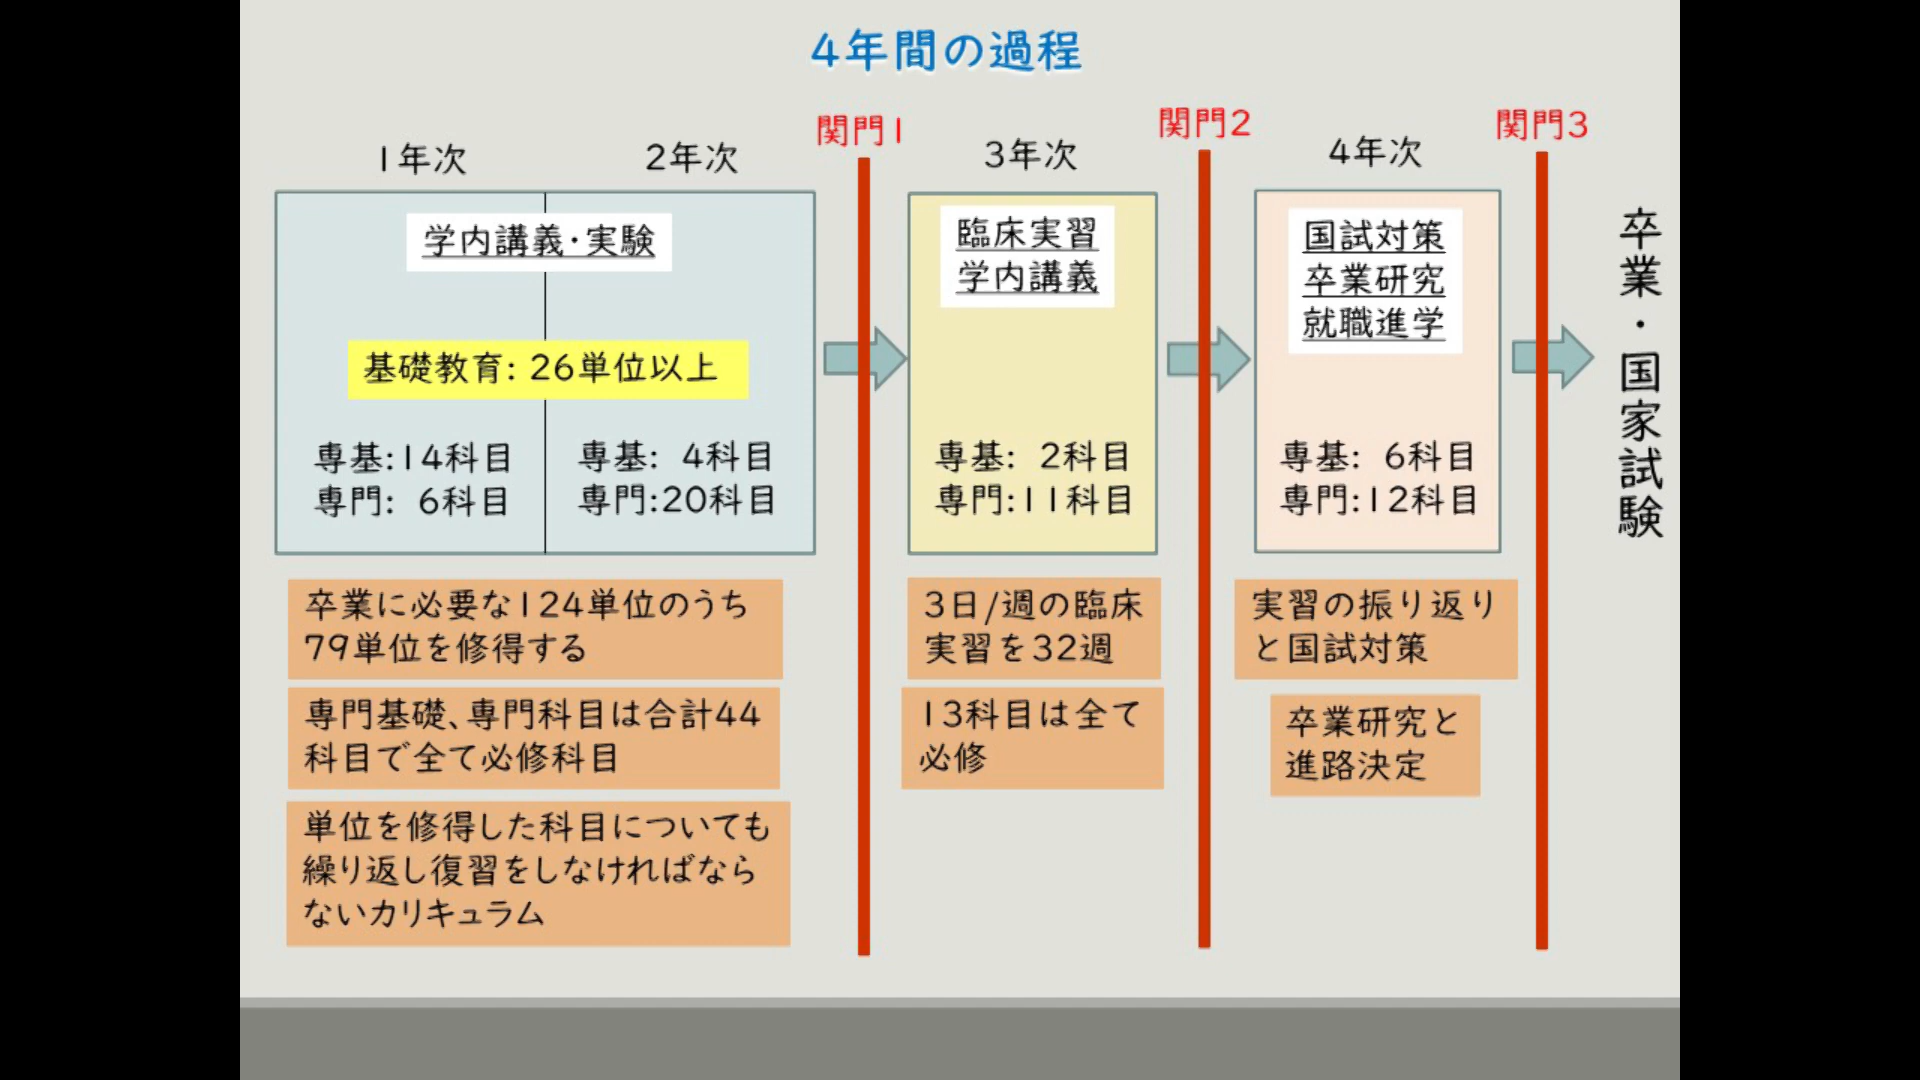 4年間の過程
関門1
関門2
関門3
1年次
2年次
3年次
4年次
学内講義・実験
基礎教育: 26単位以上
専基:14科目
専門: 6科目
専基: 4科目
専門:20科目
臨床実習
学内講義
専基: 2科目
専門:11科目
国試対策
卒業研究
就職進学
専基: 6科目
専門:12科目
卒業・国家試験
卒業に必要な124単位のうち
79単位を修得する
専門基礎、専門科目は合計44
科目で全て必修科目
単位を修得した科目についても
繰り返し復習をしなければなら
ないカリキュラム
3日/週の臨床
実習を32週
13科目は全て
必修
実習の振り返り
と国試対策
卒業研究と
進路決定